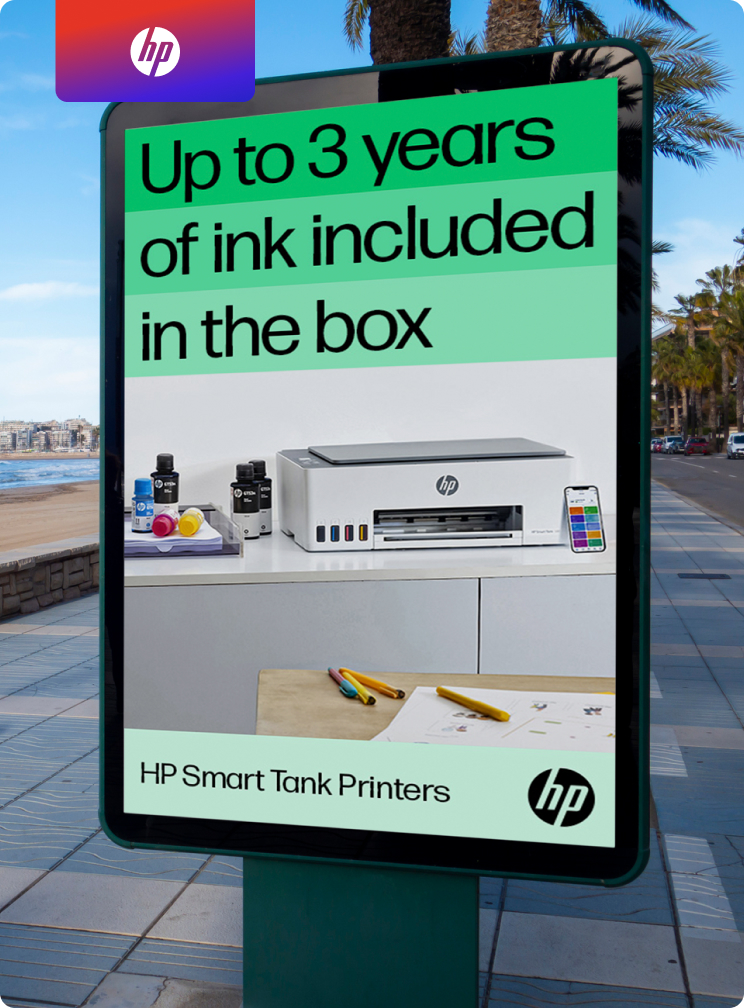 hp
Up to 3 years
of ink included
in the box
hp
HP Smart Tank Printers
hp